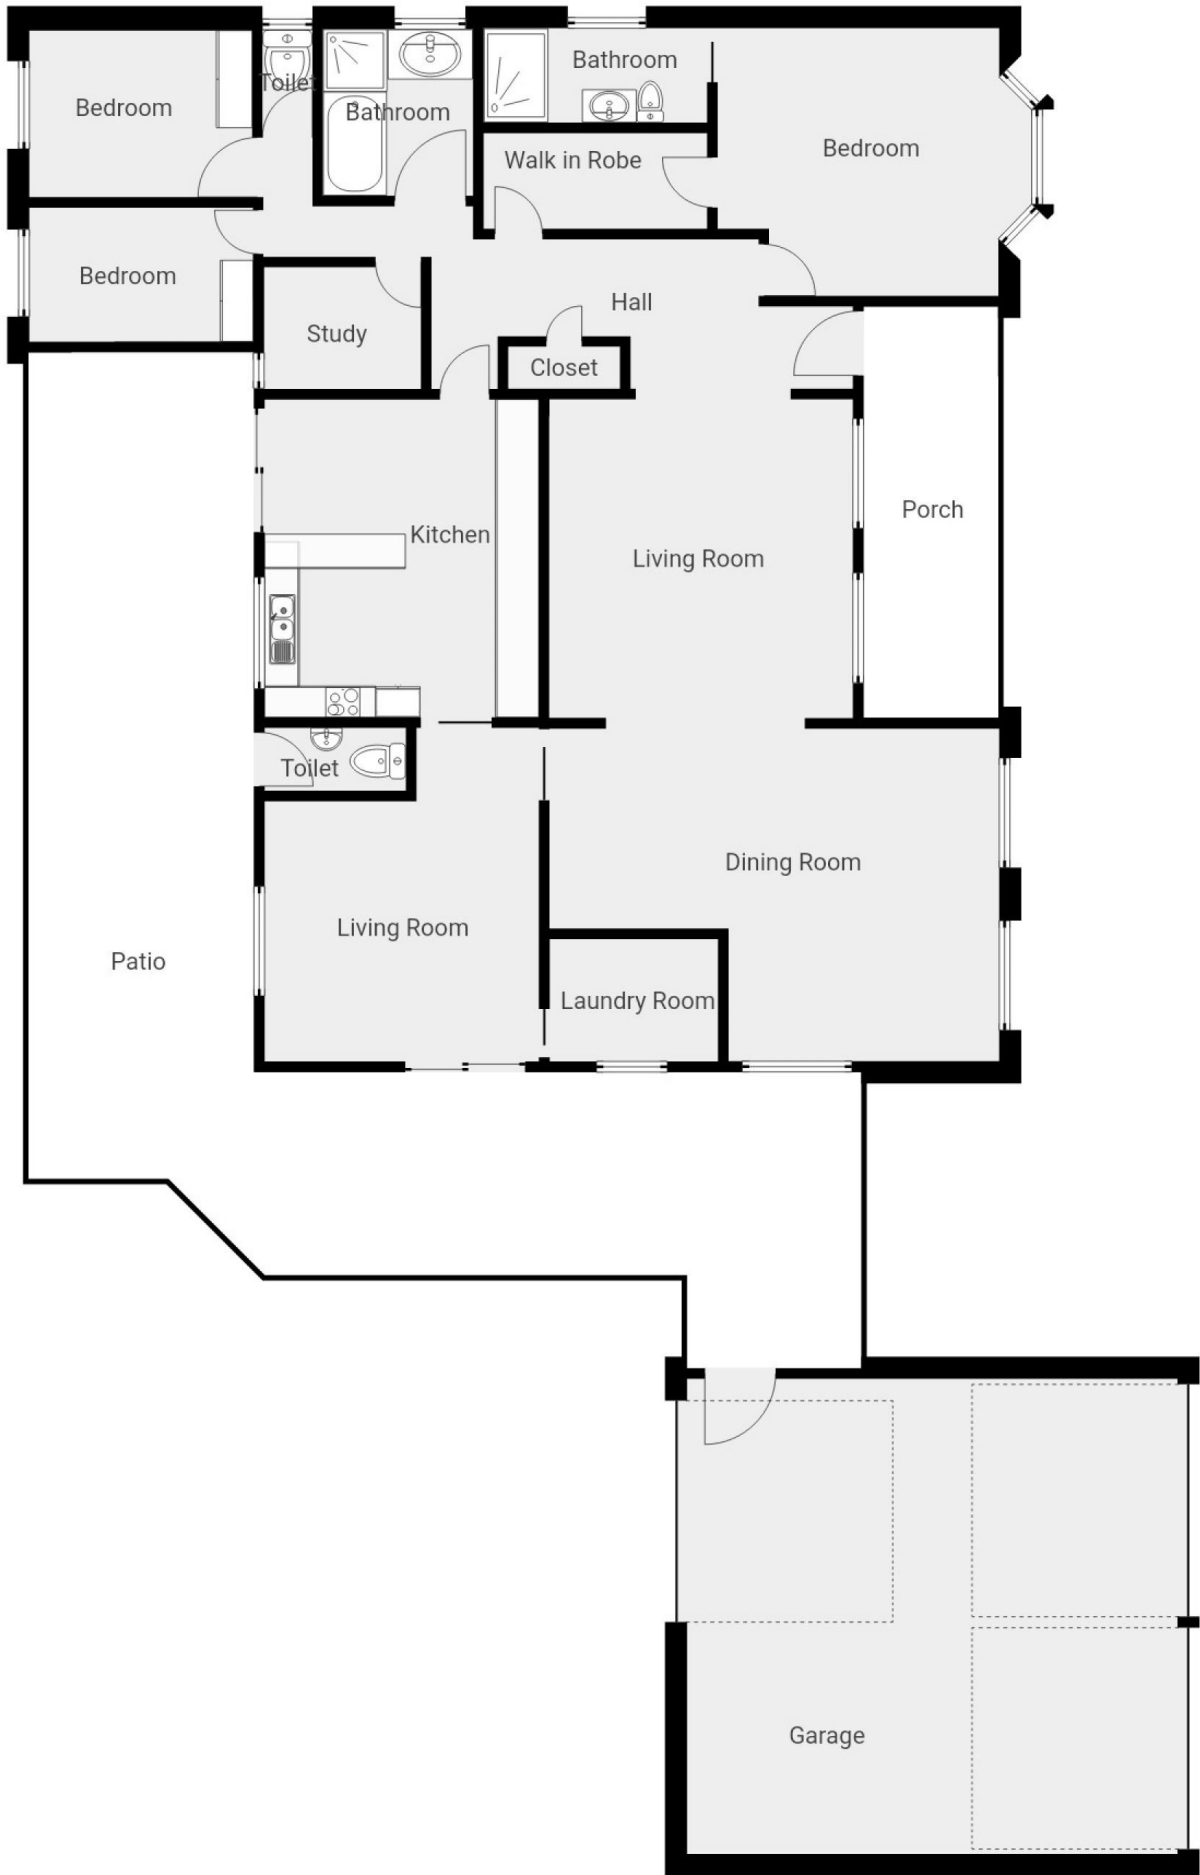 Bathroom
Toilet
Bedroom
Bathroom
Bedroom
Walk in Robe
Bedroom
Hall
Study
Closet
Porch
Kitchen
Living Room
Toilet
Dining Room
Living Room
Patio
Laundry Room
Garage